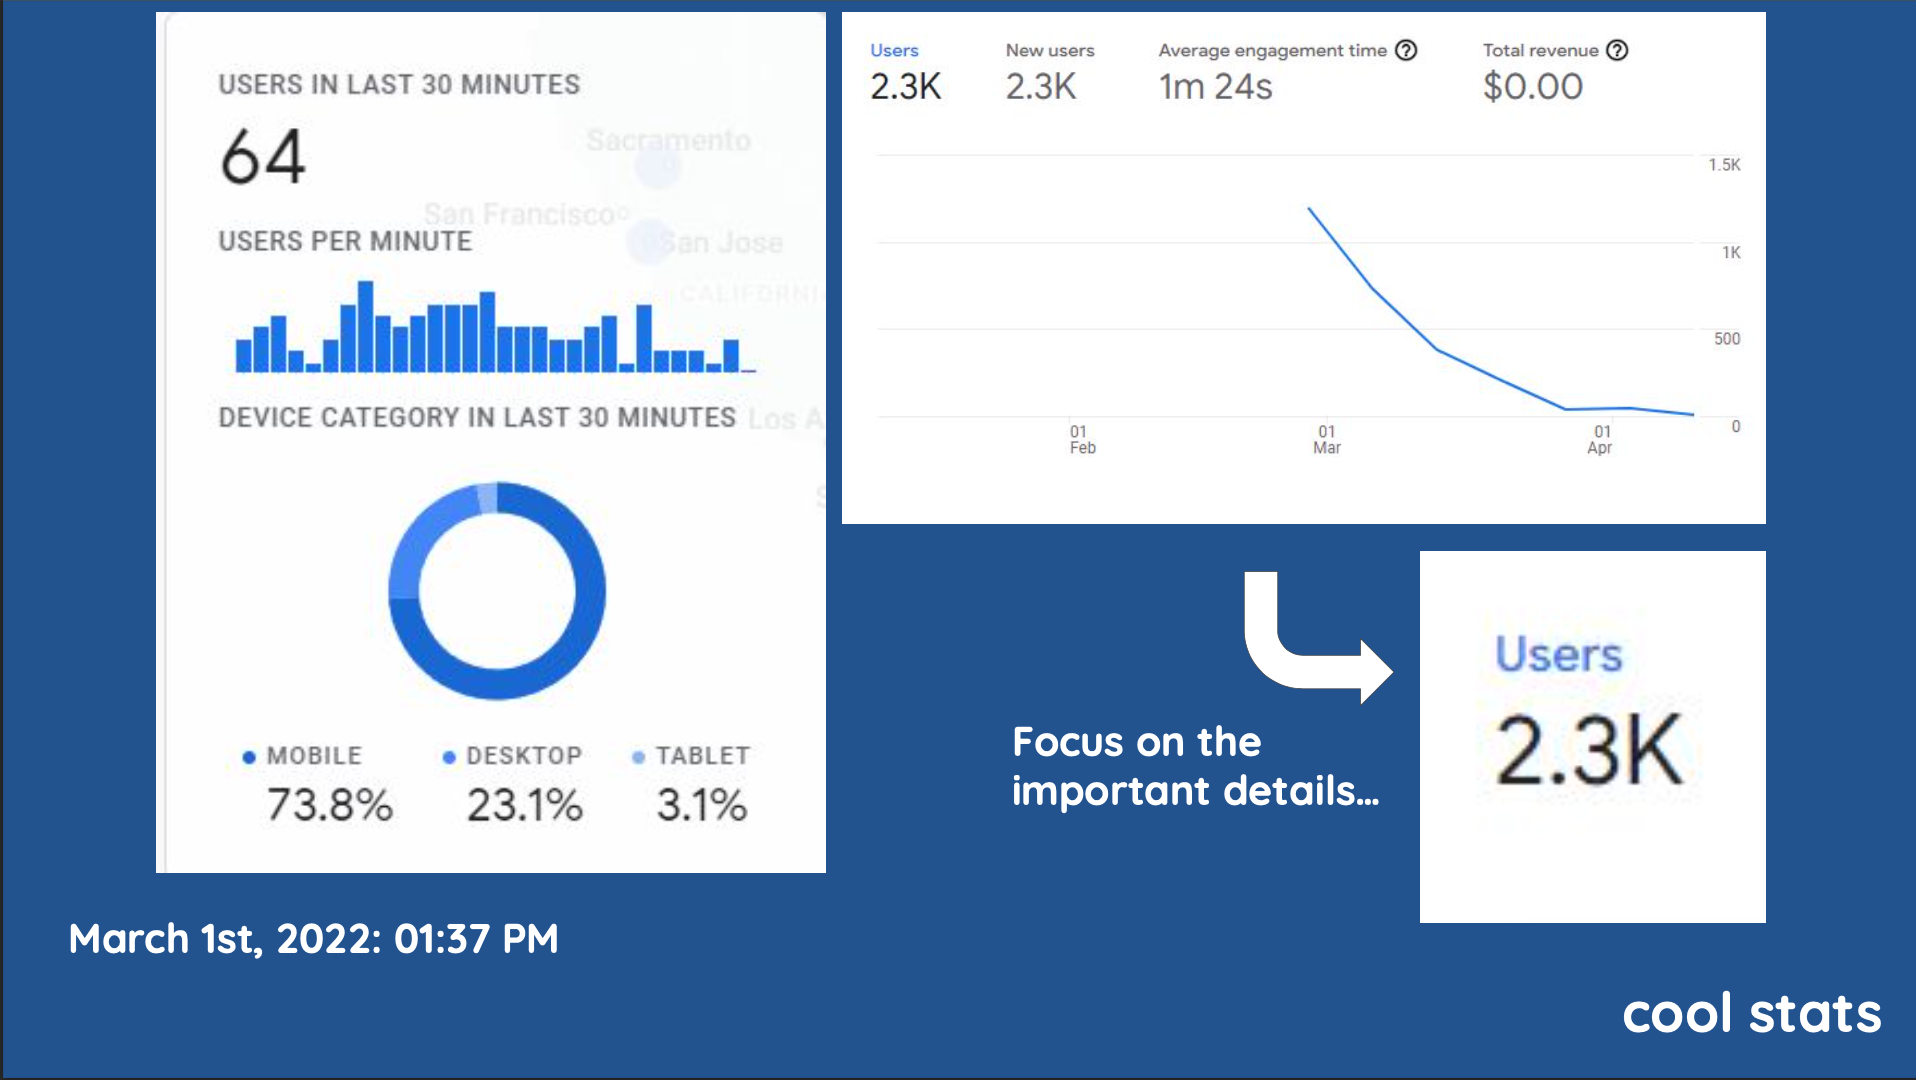 USERS IN LAST 30 MINUTES
64
Sacramento
San Francisco
San Jose
USERS PER MINUTE
DEVICE CATEGORY IN LAST 30 MINUTES
Los A
MOBILE
73.8%
DESKTOP
23.1%
TABLET
3.1%
March 1st, 2022: 01:37 PM
Users
2.3K
New users
2.3K
Average engagement time ?
1m 24s
Total revenue ?
$0.00
1.5K
1K
500
0
01
Feb
01
Mar
01
Apr
Focus on the
important details...
Users
2.3K
cool stats